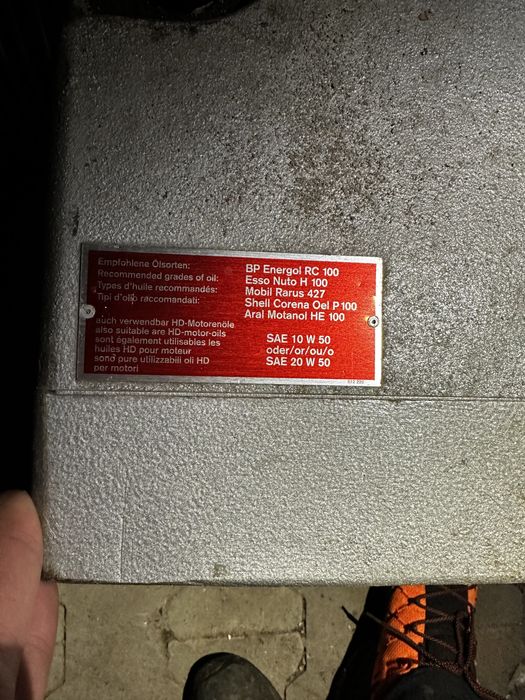 Empfohlene Ölsorten:
Recommended grades of oil:
Types d'huile recommandés:
Tipi d'olio raccomandati:
BP Energol RC 100
Esso Nuto H 100
Mobil Rarus 427
Shell Corena Oel P 100
Aral Motanol HE 100
auch verwendbar HD-Motorenöle
also suitable are HD-motor-oils
sont également utilisables les
huiles HD pour moteur
sono pure utilizzabili oli HD
per motori
SAE 10 W 50
oder/or/ou/o
SAE 20 W 50